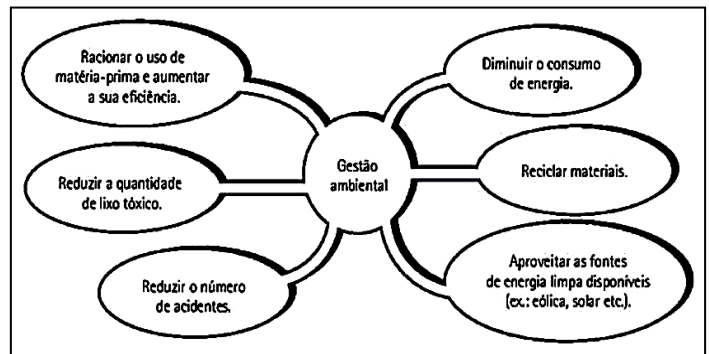 Racionar o uso de
matéria-prima e aumentar
a sua eficiência.
Diminuir o consumo
de energia.
Gestão
ambiental
Reduzir a quantidade
de lixo tóxico.
Reciclar materiais.
Reduzir o número
de acidentes.
Aproveitar as fontes
de energia limpa disponíveis
(ex.: eólica, solar etc.).